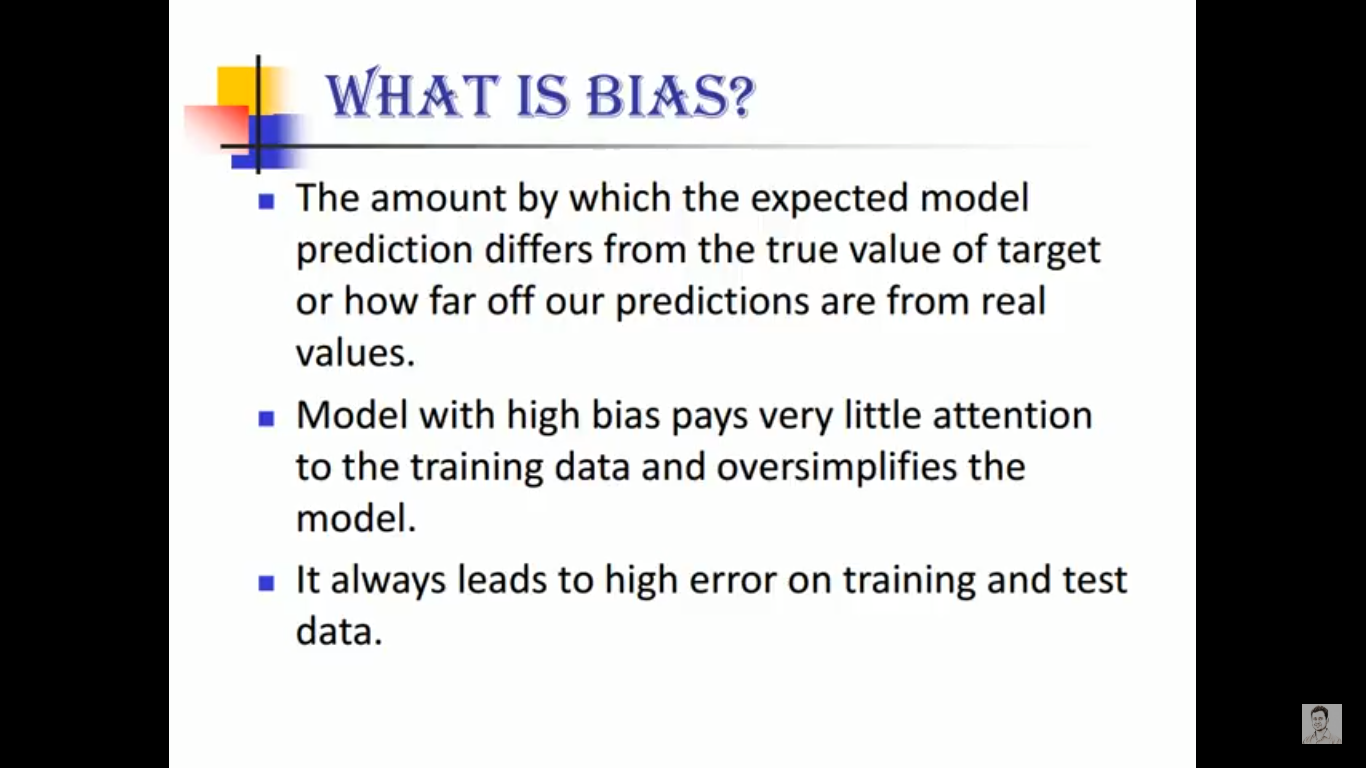 WHAT IS BIAS?
The amount by which the expected model
prediction differs from the true value of target
or how far off our predictions are from real
values.
Model with high bias pays very little attention
to the training data and oversimplifies the
model.
It always leads to high error on training and test
data.